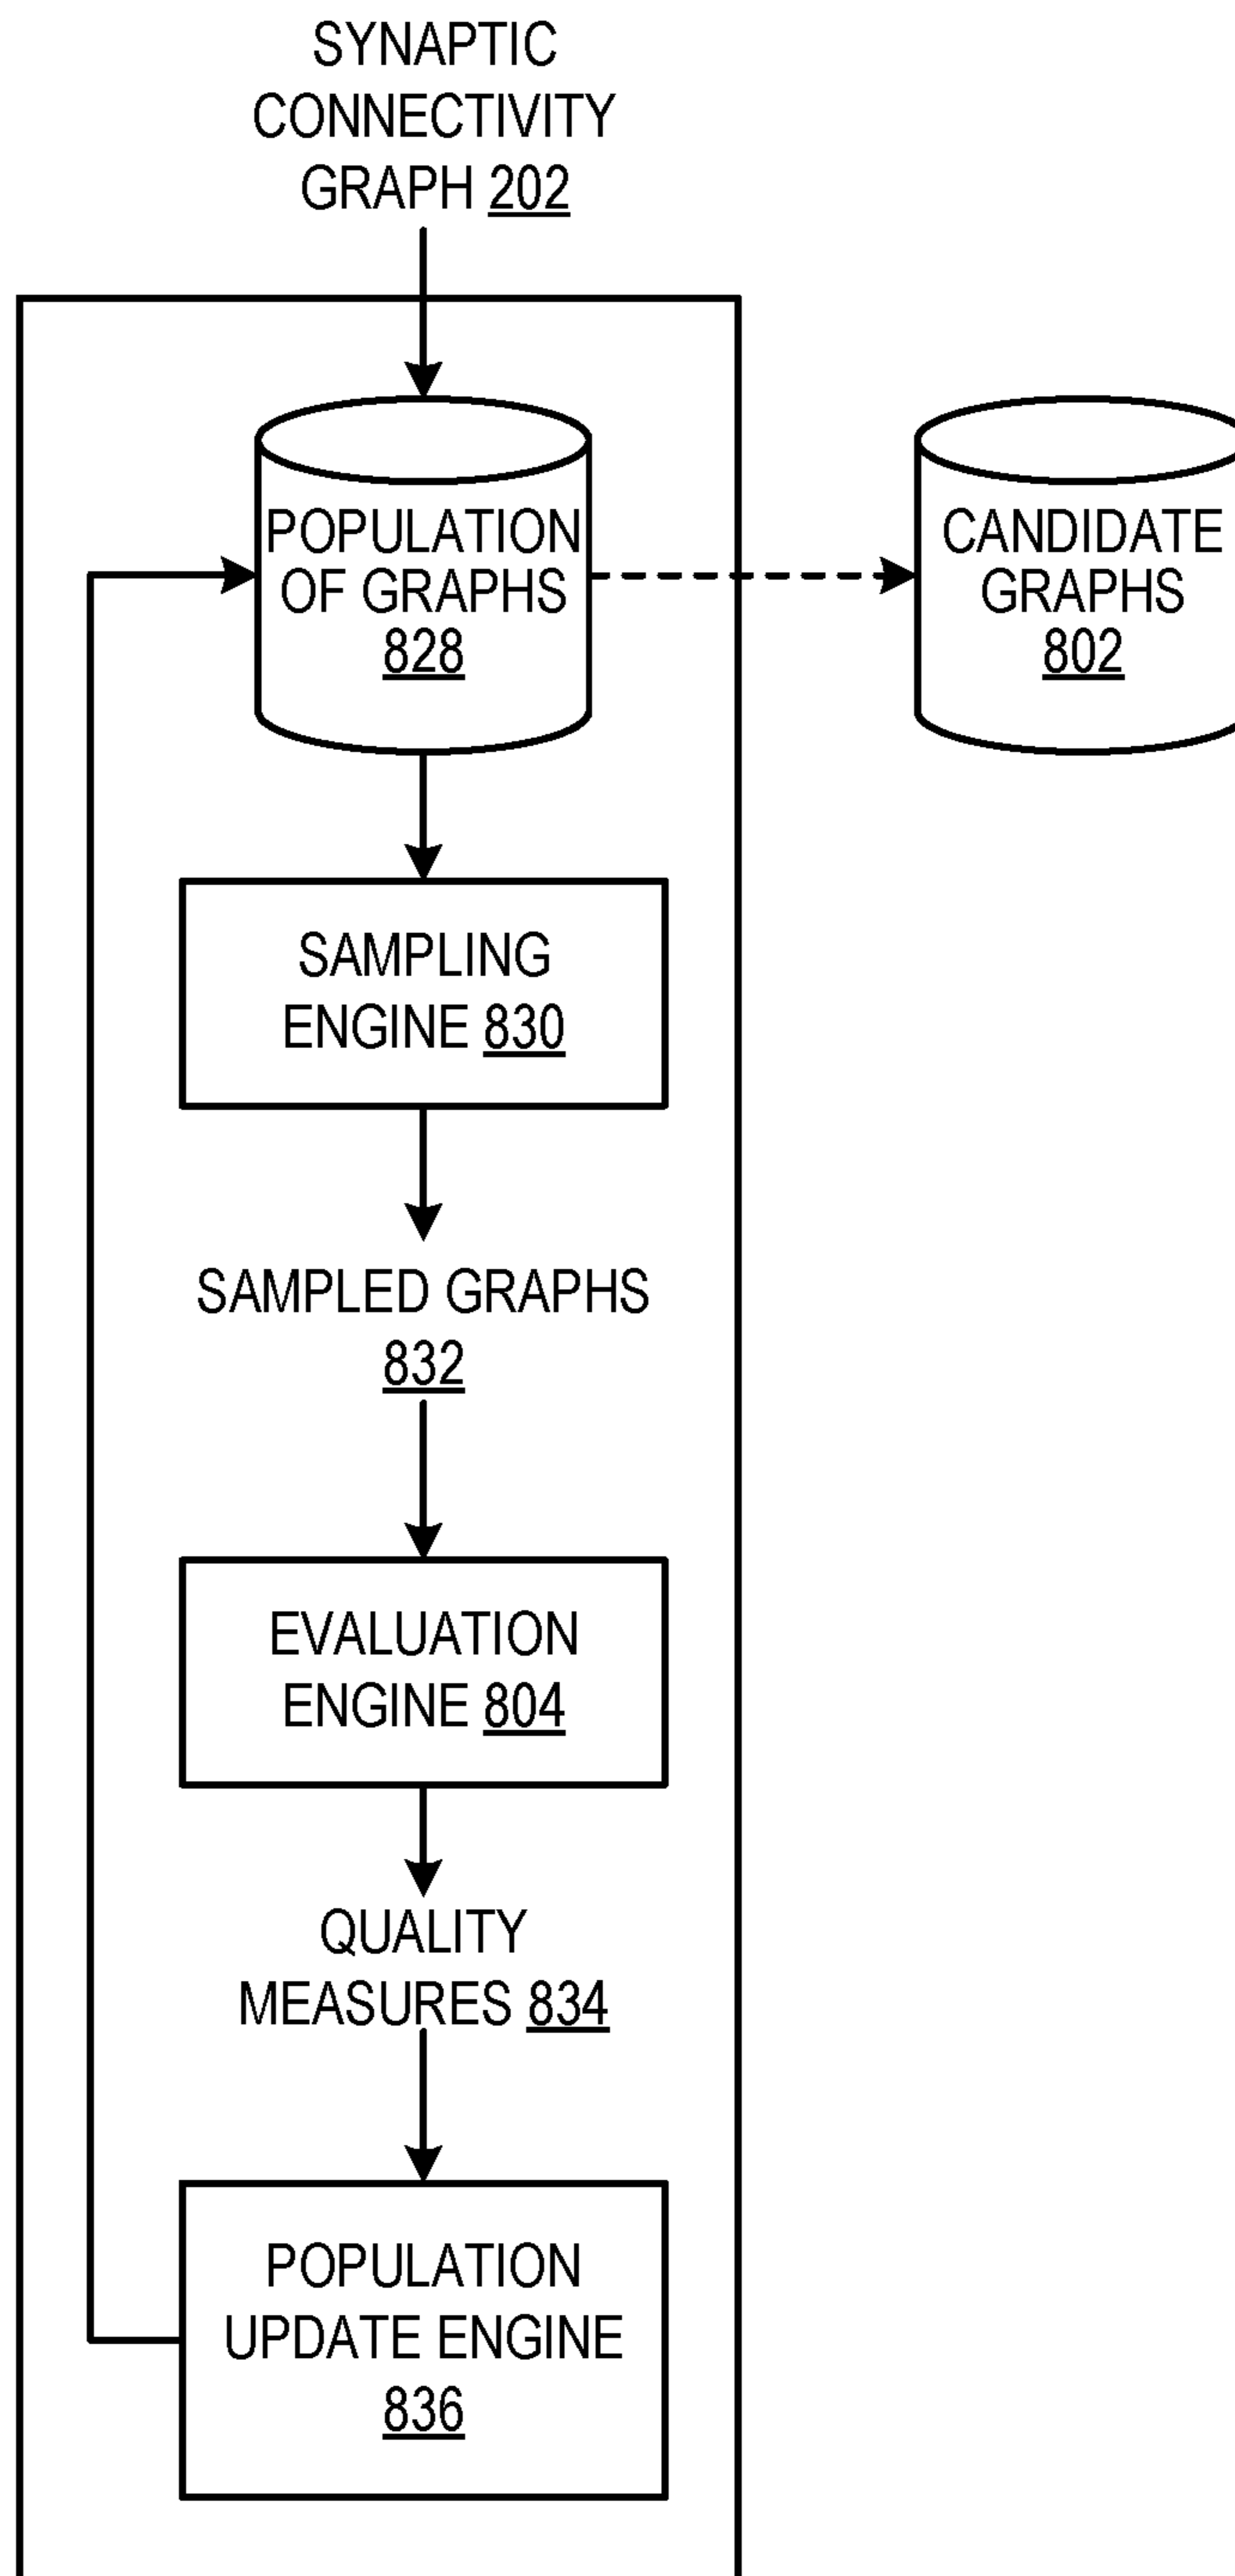 SYNAPTIC
CONNECTIVITY
GRAPH 202
POPULATION
OF GRAPHS
828
CANDIDATE
GRAPHS
802
SAMPLING
ENGINE 830
SAMPLED GRAPHS
832
EVALUATION
ENGINE 804
QUALITY
MEASURES 834
POPULATION
UPDATE ENGINE
836